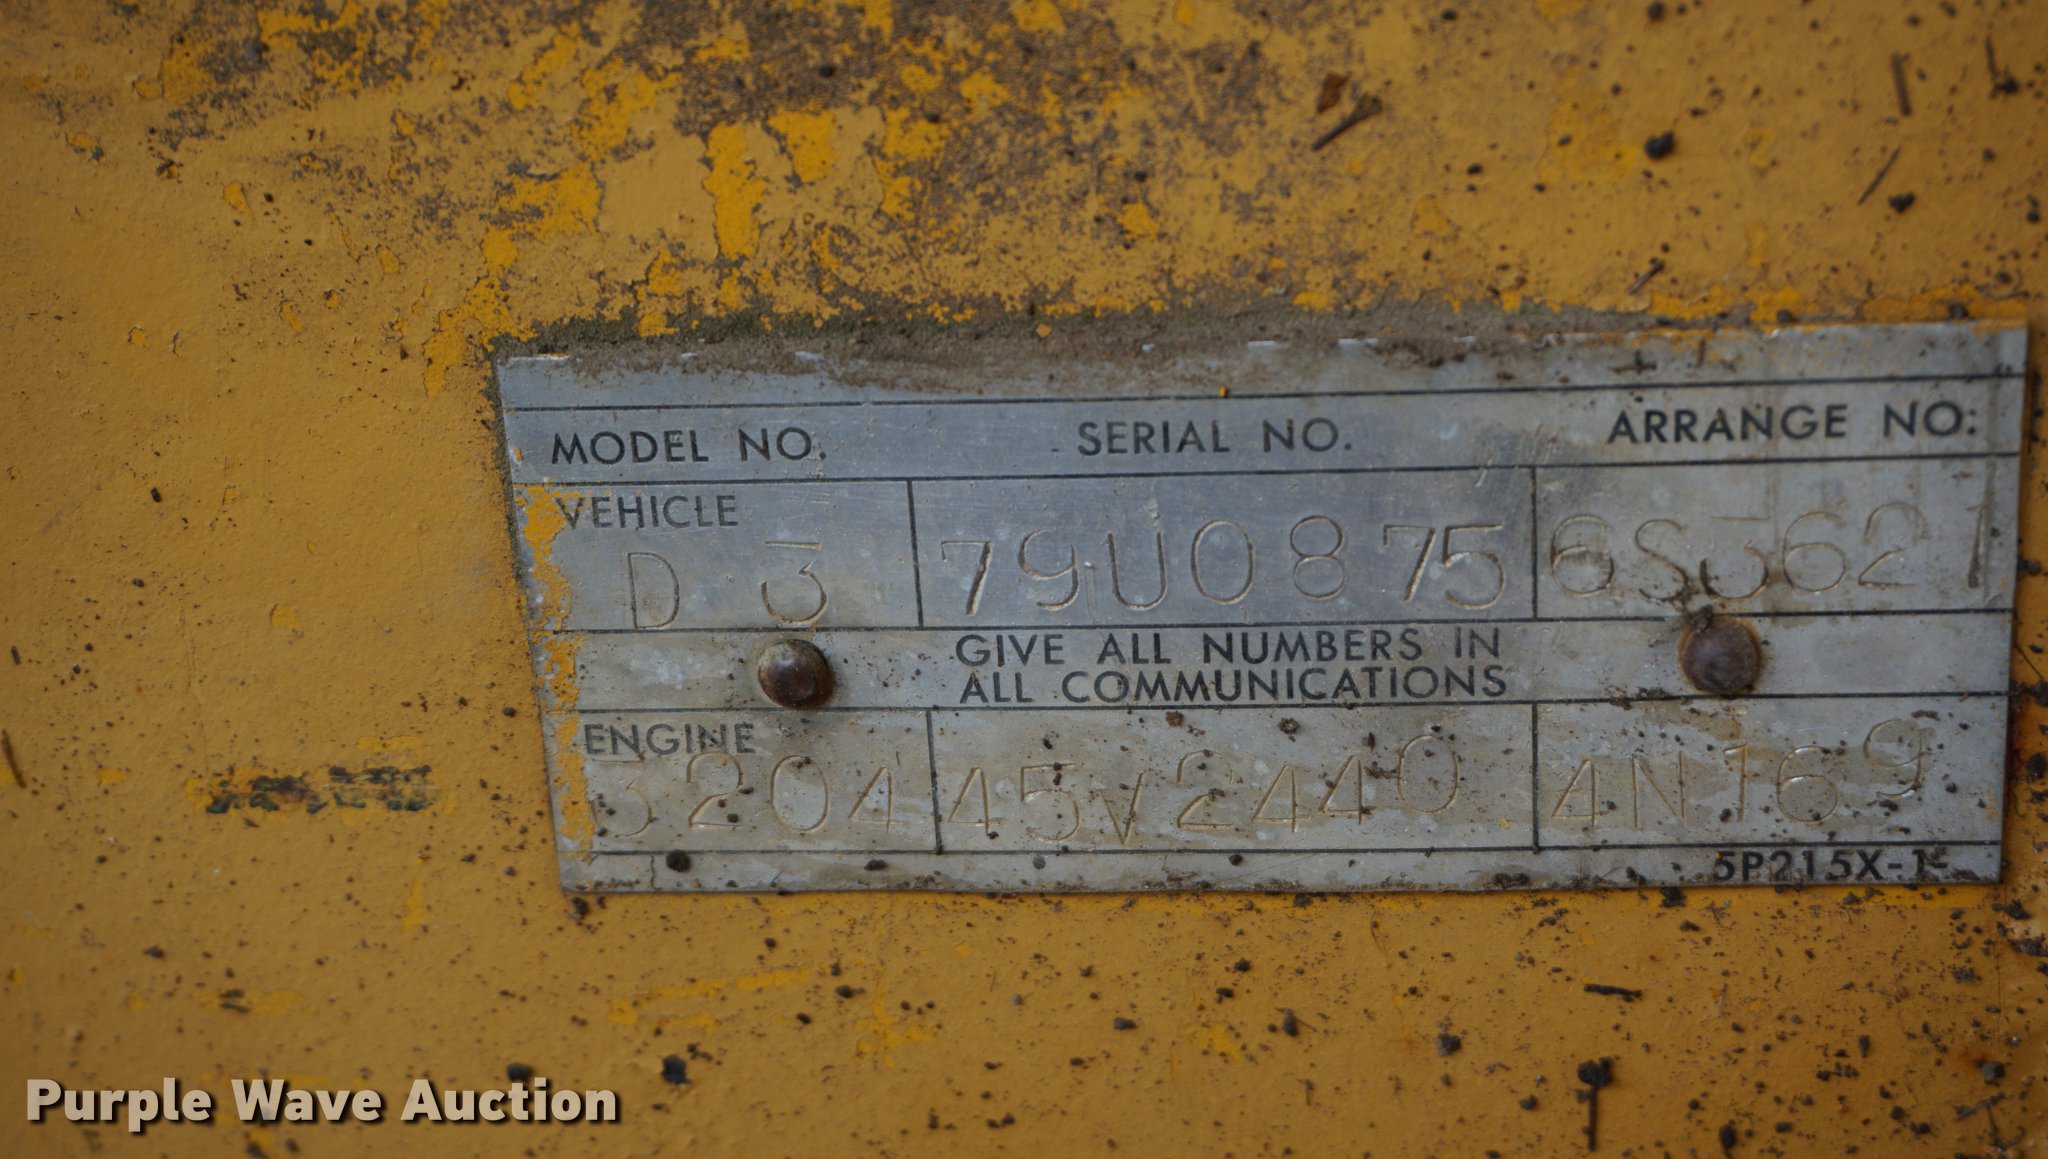 MODEL NO. SERIAL NO. ARRANGE NO:
VEHICLE
D 3 79U0875 6S3621
GIVE ALL NUMBERS IN
ALL COMMUNICATIONS
ENGINE
3204 45V2440 4N169
5P215X-1
Purple Wave Auction